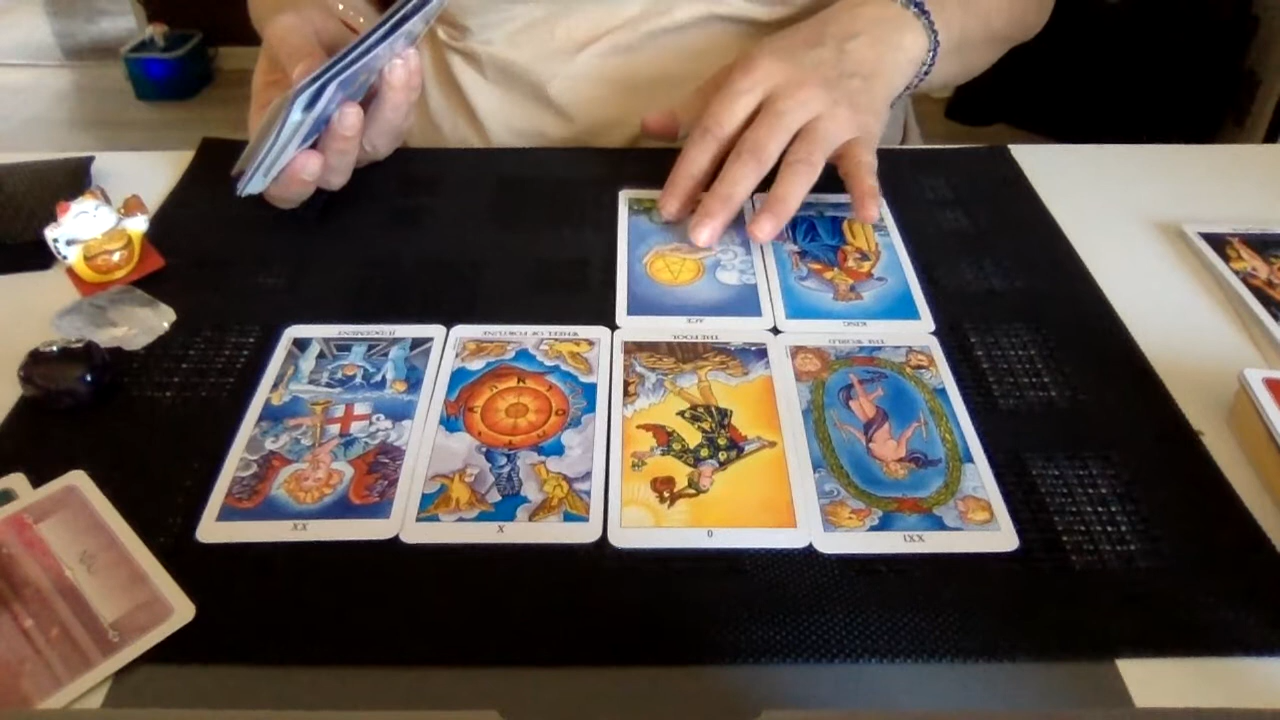 ACE
KING
JUDGEMENT
WHEEL OF FORTUNE
THE FOOL
THE WORLD
XX
X
0
XXI